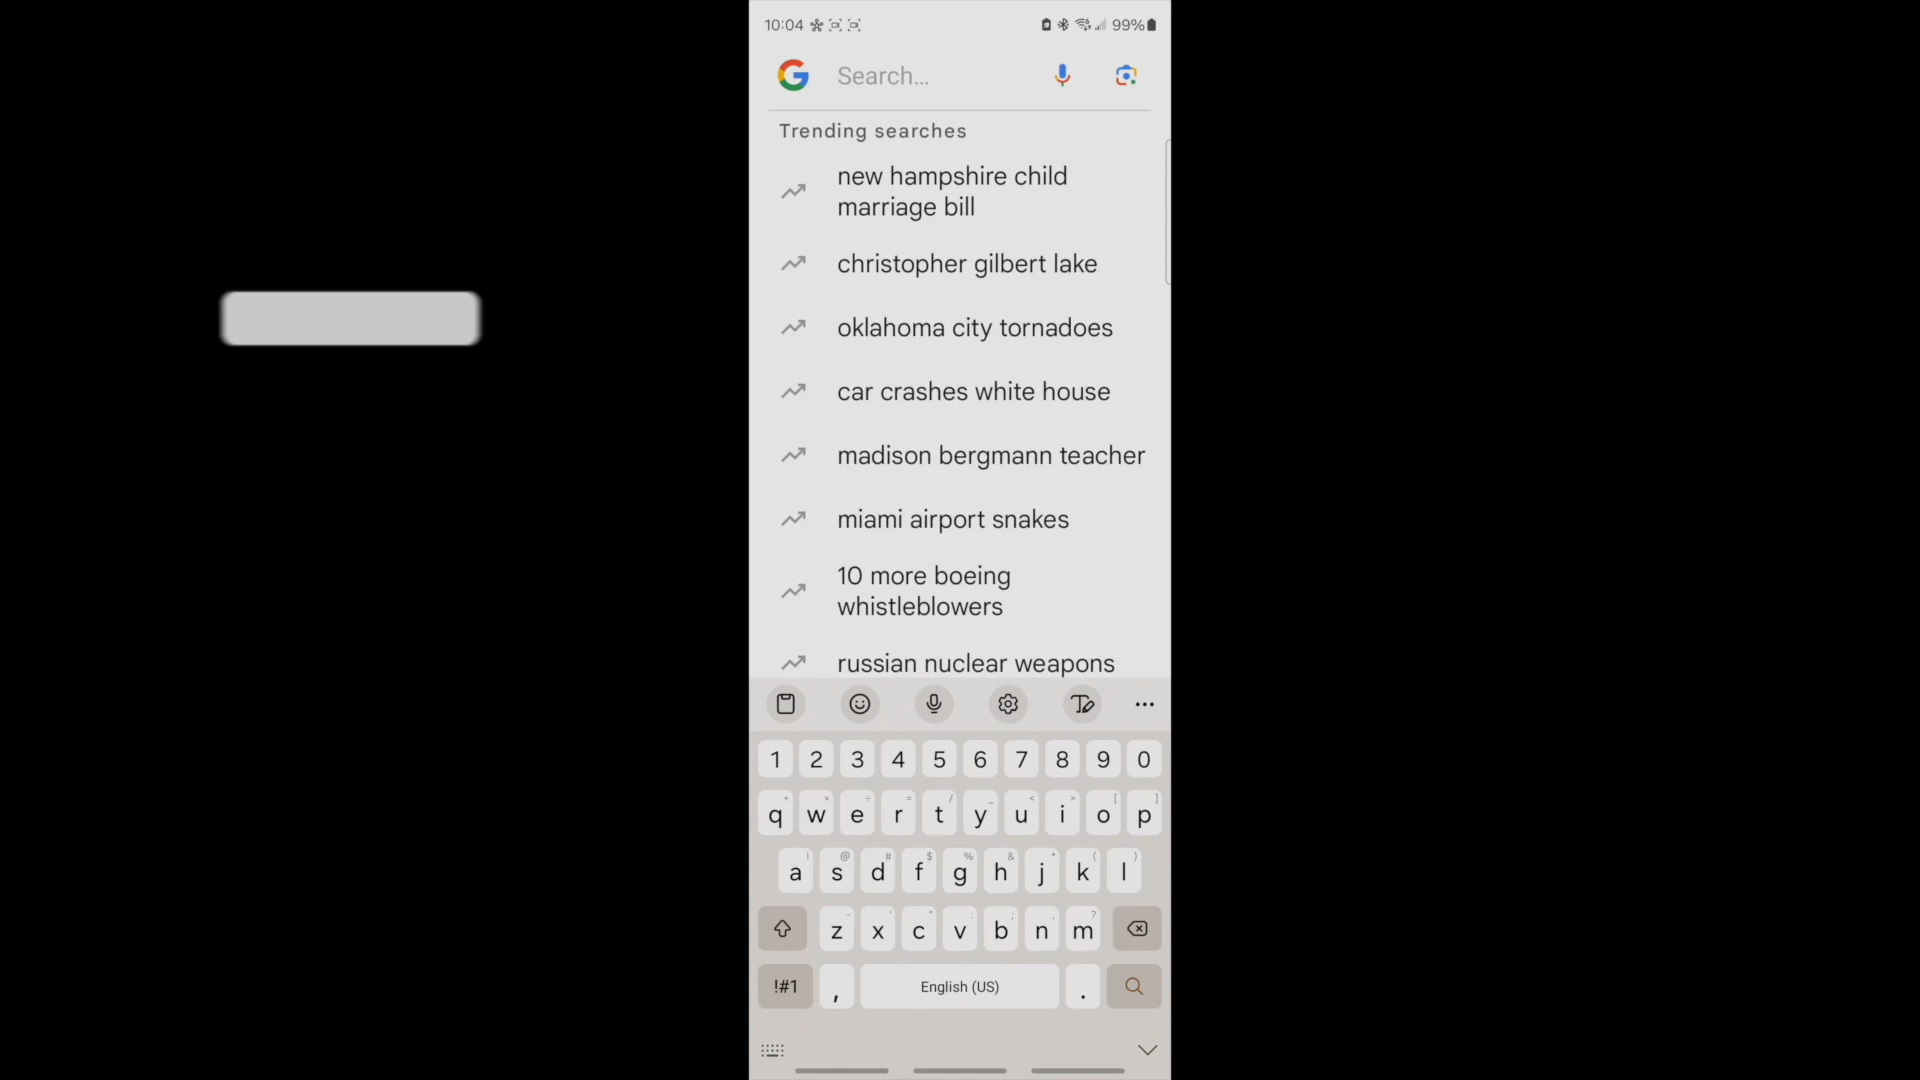 10:04 99%
Search...
Trending searches
new hampshire child
marriage bill
christopher gilbert lake
oklahoma city tornadoes
car crashes white house
madison bergmann teacher
miami airport snakes
10 more boeing
whistleblowers
russian nuclear weapons
1 2 3 4 5 6 7 8 9 0
q w e r t y u i o p
a s d f g h j k l
z x c v b n m
!#1 , English (US) .